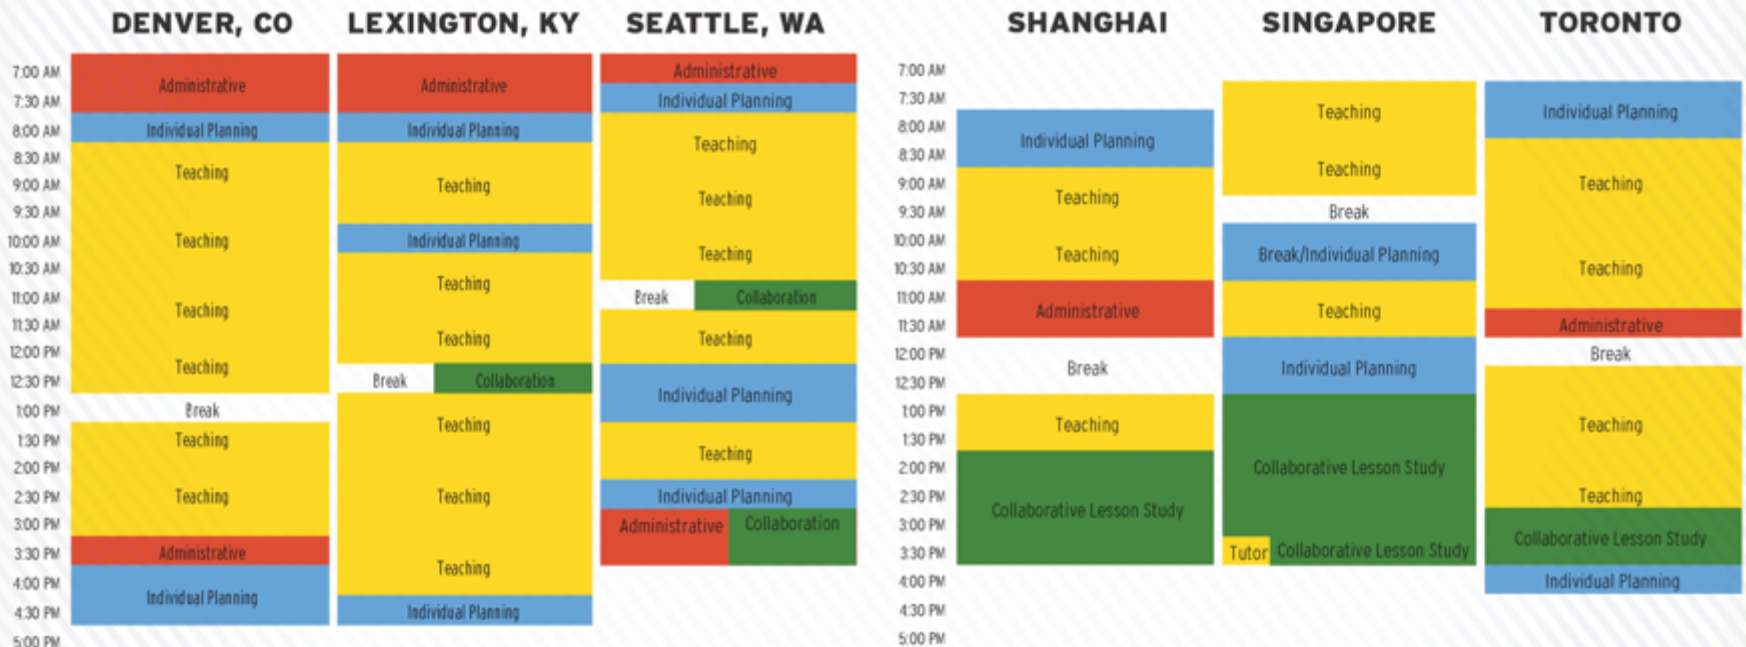 DENVER, CO
LEXINGTON, KY
SEATTLE, WA
7:00 AM
7:30 AM
8:00 AM
8:30 AM
9:00 AM
9:30 AM
10:00 AM
10:30 AM
11:00 AM
11:30 AM
12:00 PM
12:30 PM
1:00 PM
1:30 PM
2:00 PM
2:30 PM
3:00 PM
3:30 PM
4:00 PM
4:30 PM
5:00 PM
Administrative
Individual Planning
Teaching
Teaching
Teaching
Teaching
Break
Teaching
Teaching
Administrative
Individual Planning
Administrative
Individual Planning
Teaching
Individual Planning
Teaching
Teaching
Break
Collaboration
Teaching
Teaching
Teaching
Individual Planning
Administrative
Individual Planning
Teaching
Teaching
Teaching
Break
Collaboration
Teaching
Individual Planning
Teaching
Individual Planning
Administrative
Collaboration
SHANGHAI
SINGAPORE
TORONTO
7:00 AM
7:30 AM
8:00 AM
8:30 AM
9:00 AM
9:30 AM
10:00 AM
10:30 AM
11:00 AM
11:30 AM
12:00 PM
12:30 PM
1:00 PM
1:30 PM
2:00 PM
2:30 PM
3:00 PM
3:30 PM
4:00 PM
4:30 PM
5:00 PM
Individual Planning
Teaching
Teaching
Administrative
Break
Teaching
Collaborative Lesson Study
Teaching
Teaching
Break
Break/Individual Planning
Teaching
Individual Planning
Collaborative Lesson Study
Tutor
Collaborative Lesson Study
Individual Planning
Teaching
Teaching
Administrative
Break
Teaching
Teaching
Collaborative Lesson Study
Individual Planning